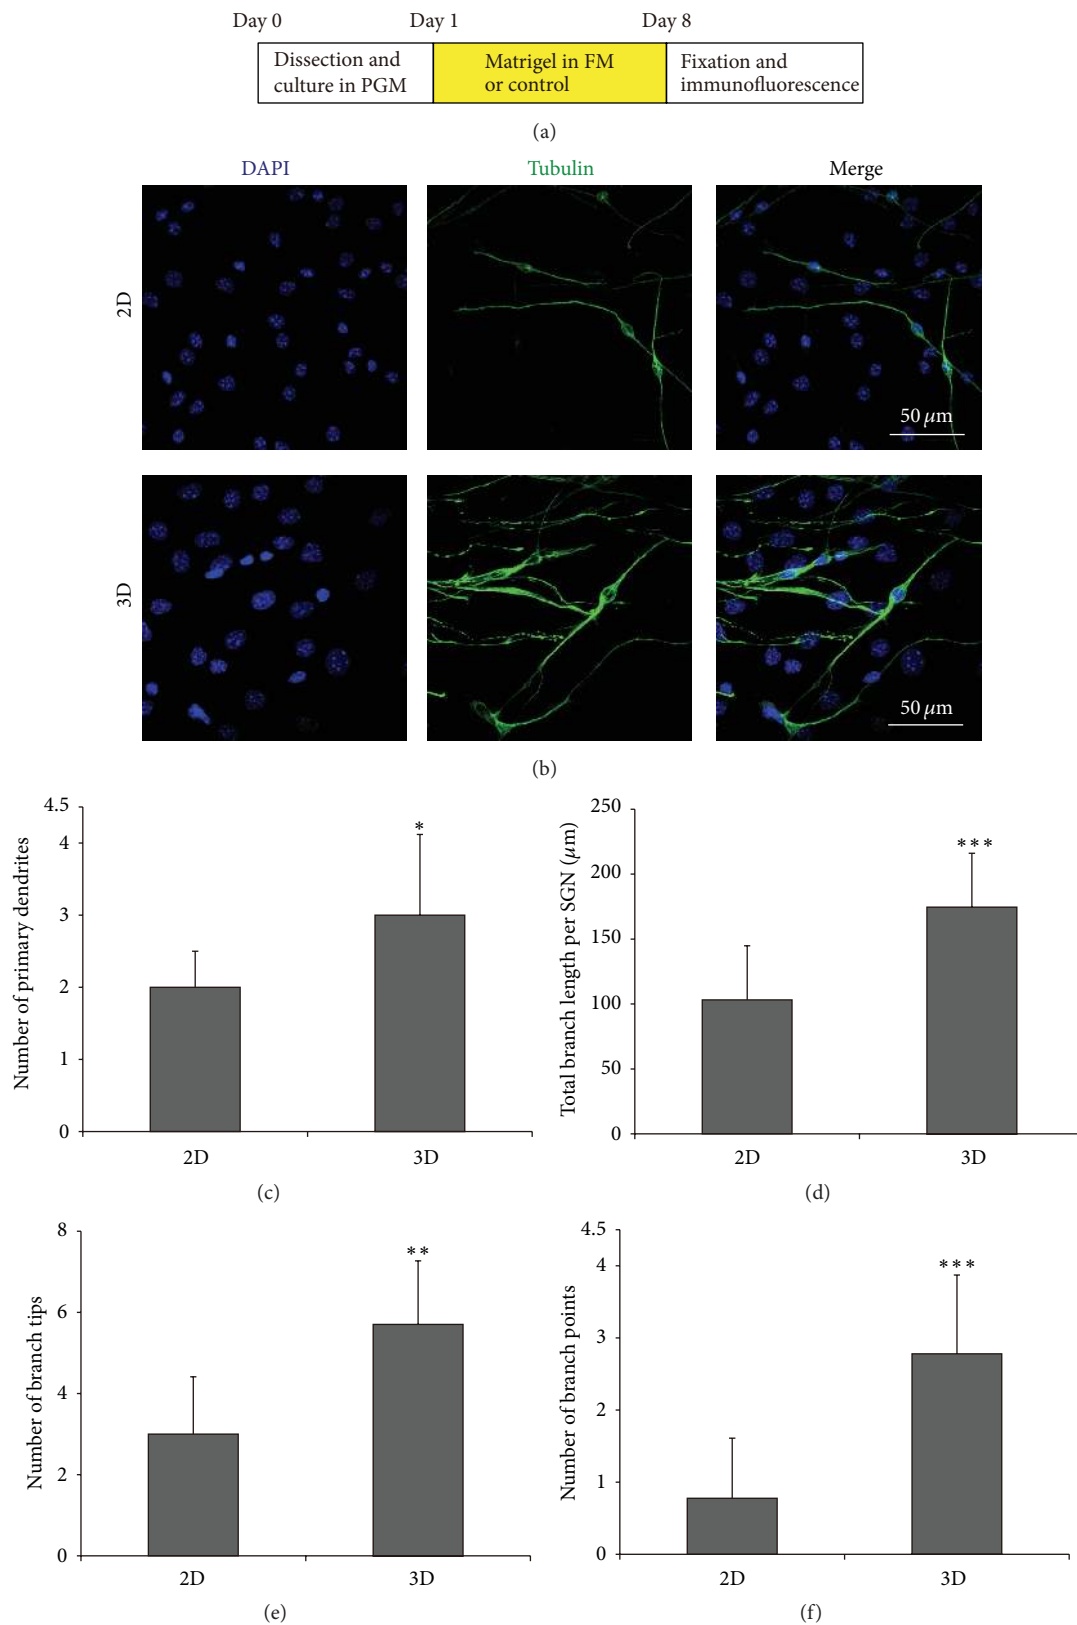 Day 0
Day 1
Day 8
Dissection and
culture in PGM
Matrigel in FM
or control
Fixation and
immunofluorescence
(a)
DAPI
Tubulin
Merge
2D
50 μm
3D
50 μm
(b)
4.5
4
3
2
1
0
Number of primary dendrites
*
2D
3D
(c)
250
200
150
100
50
0
Total branch length per SGN (μm)
***
2D
3D
(d)
8
6
4
2
0
Number of branch tips
**
2D
3D
(e)
4.5
4
3
2
1
0
Number of branch points
***
2D
3D
(f)